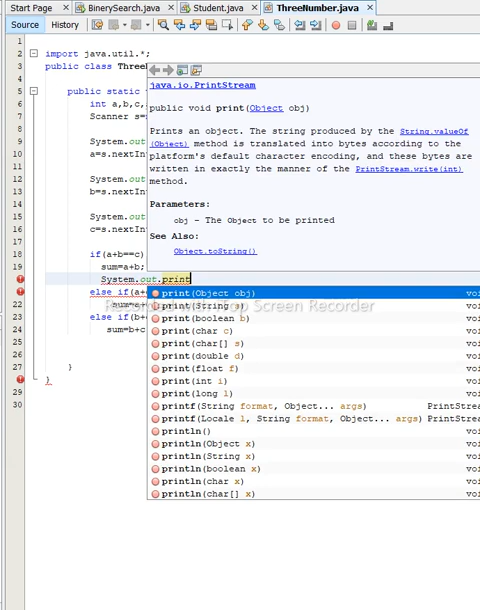 Start Page
BinerySearch.java
Student.java
ThreeNumber.java
Source
History
1
2 import java.util.*;
3 public class Three
java.io.PrintStream
4
5 public static
public void print(Object obj)
6 int a,b,c,
7 Scanner s=
Prints an object. The string produced by the String.valueOf
8
(Object) method is translated into bytes according to the
9 System.out
platform's default character encoding, and these bytes are
10 a=s.nextIn
written in exactly the manner of the PrintStream.write(int)
11
method.
12 System.out
13 b=s.nextIn
Parameters:
14
obj - The Object to be printed
15 System.out
16 c=s.nextIn
See Also:
17
Object.toString()
18 if(a+b==c)
19 sum=a+b;
System.out.print
else if(a+
print(Object obj)
22 sum=a+
print(String s)
Recorded with Top Screen Recorder
23 else if(b+
print(boolean b)
24 sum=b+c
print(char c)
print(char[] s)
26
print(double d)
27 }
print(float f)
}
print(int i)
29
print(long l)
30
printf(String format, Object... args) PrintStre
printf(Locale l, String format, Object... args) PrintStre
println()
println(Object x)
println(String x)
println(boolean x)
println(char x)
println(char[] x)